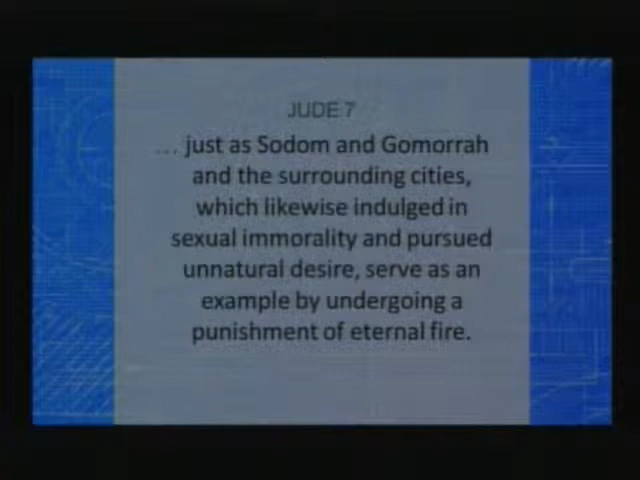 JUDE 7
... just as Sodom and Gomorrah
and the surrounding cities,
which likewise indulged in
sexual immorality and pursued
unnatural desire, serve as an
example by undergoing a
punishment of eternal fire.